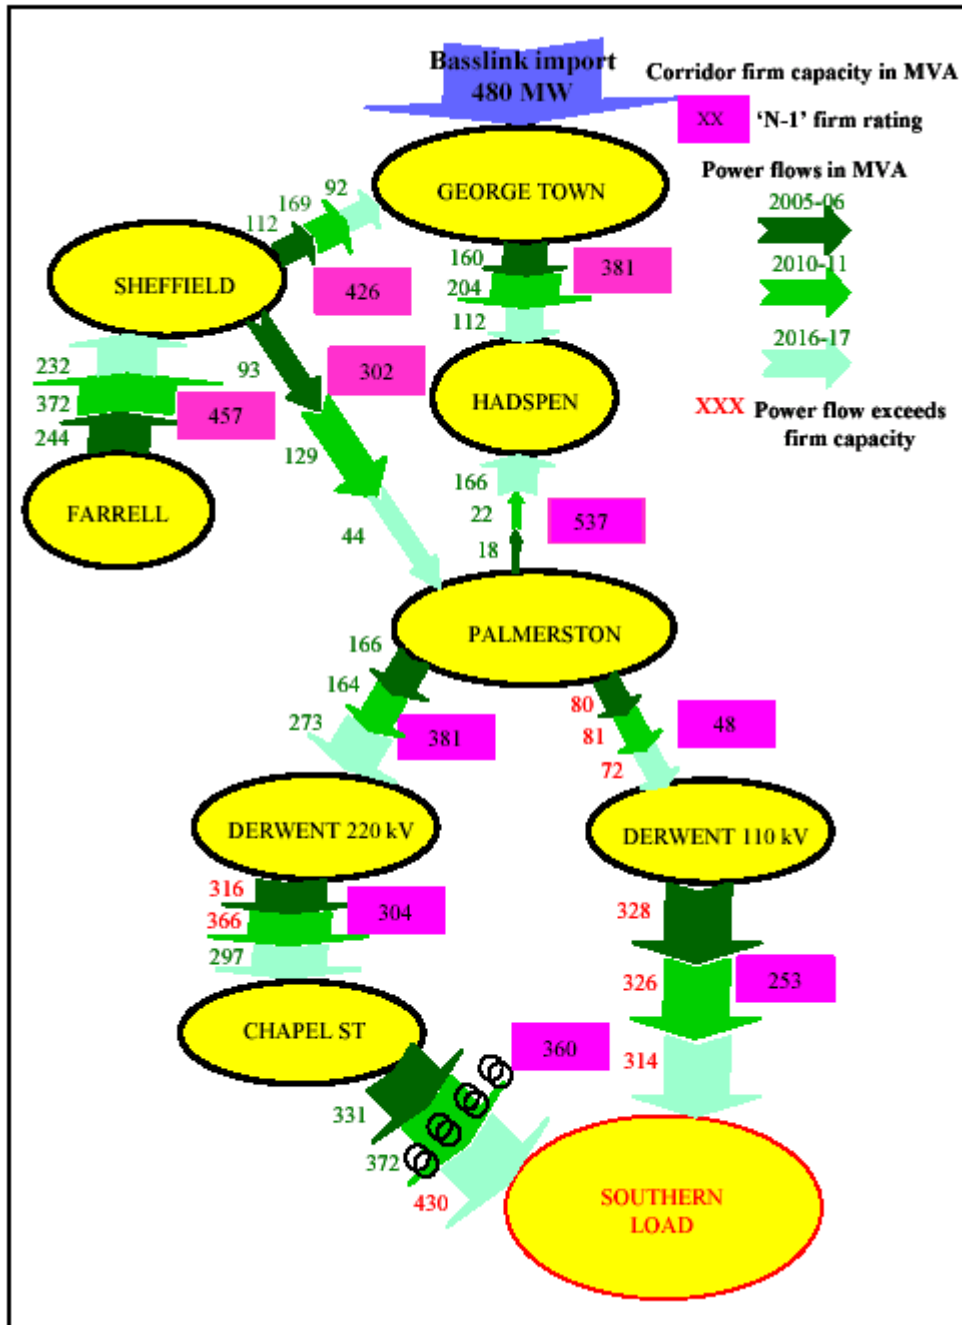 Basslink import
480 MW
Corridor firm capacity in MVA
XX 'N-1' firm rating
Power flows in MVA
2005-06
2010-11
2016-17
XXX Power flow exceeds
firm capacity
GEORGE TOWN
112 169 92
SHEFFIELD
426
160
204
112
381
HADSPEN
232
372
244
457
FARRELL
93
129
44
302
166
22
18
537
PALMERSTON
166
164
273
381
80
81
72
48
DERWENT 220 kV
DERWENT 110 kV
316
366
297
304
328
326
314
253
CHAPEL ST
331
372
430
360
SOUTHERN
LOAD